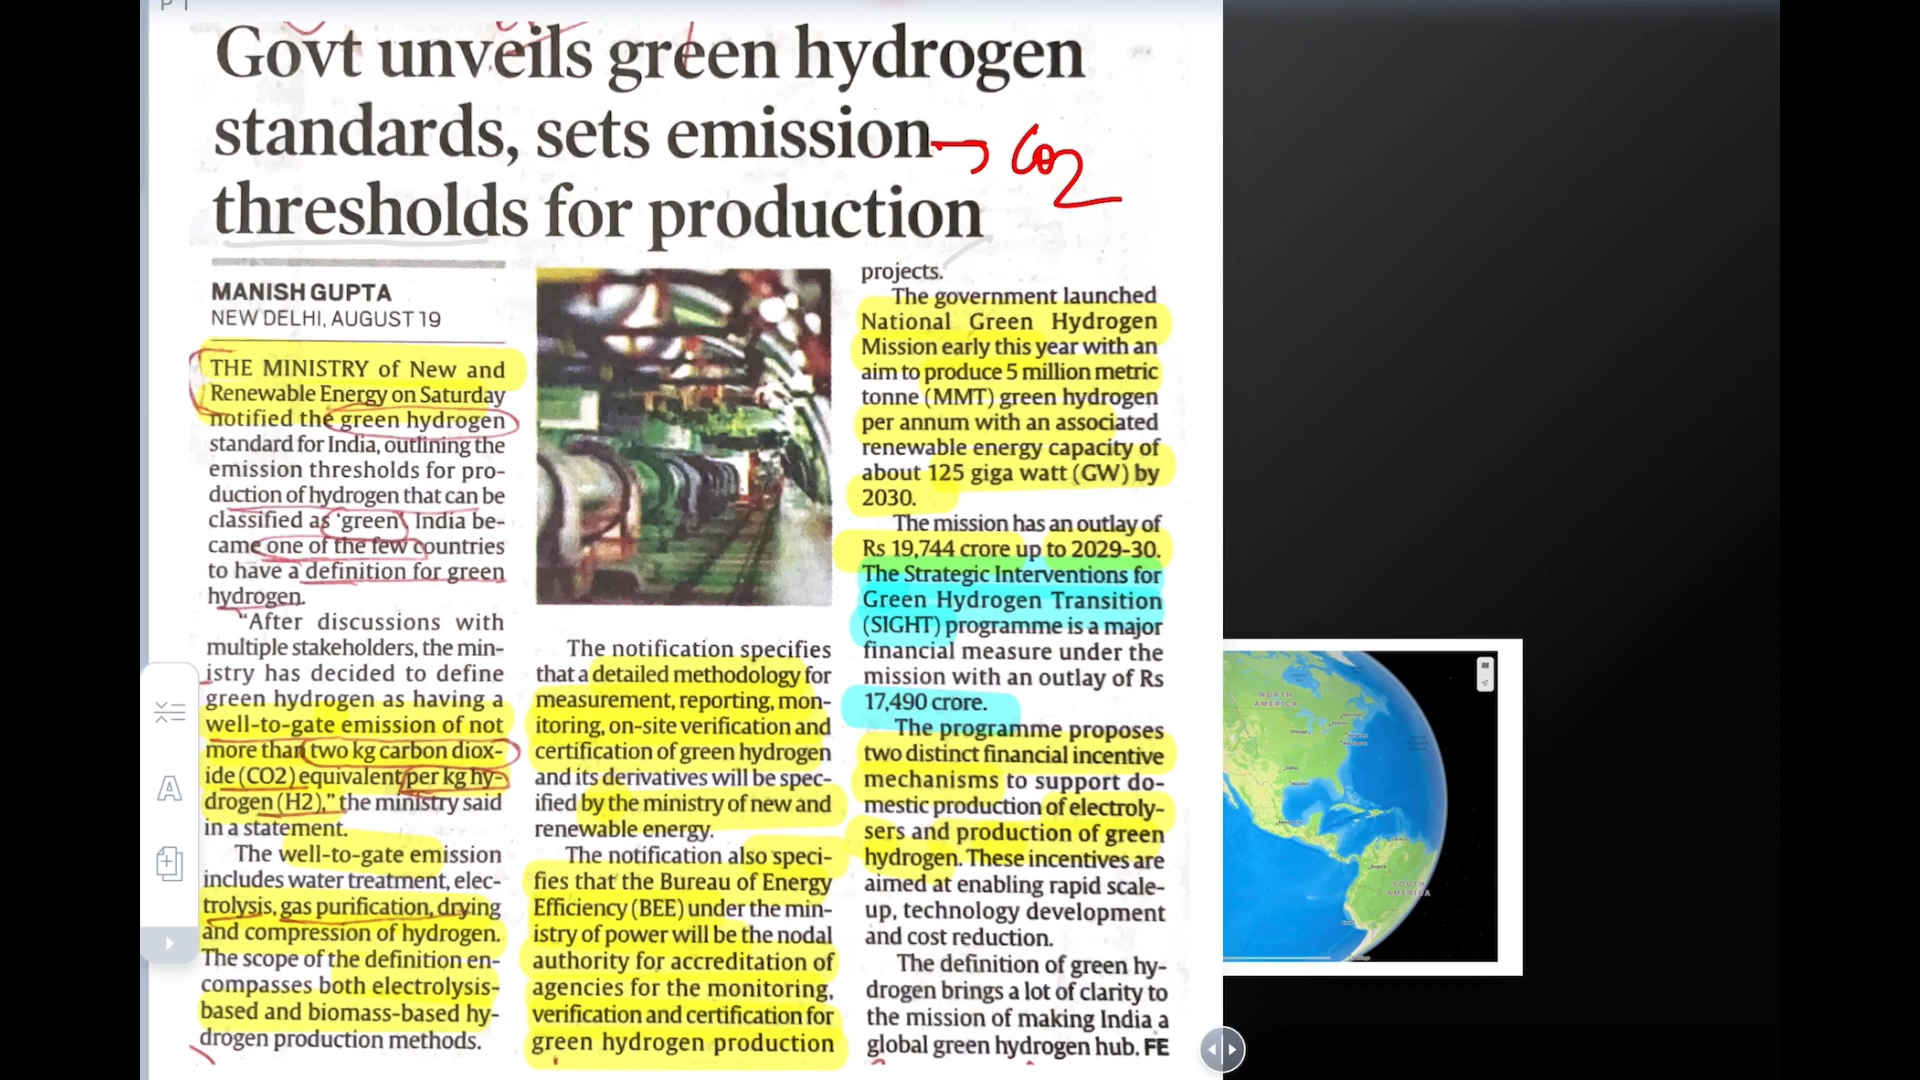 P 1
Govt unveils green hydrogen
standards, sets emission
CO2
thresholds for production
MANISH GUPTA
NEW DELHI, AUGUST 19
THE MINISTRY of New and
Renewable Energy on Saturday
notified the green hydrogen
standard for India, outlining the
emission thresholds for pro-
duction of hydrogen that can be
classified as 'green'. India be-
came one of the few countries
to have a definition for green
hydrogen.
"After discussions with
multiple stakeholders, the min-
istry has decided to define
green hydrogen as having a
well-to-gate emission of not
more than two kg carbon diox-
ide (CO2) equivalent per kg hy-
drogen (H2)," the ministry said
in a statement.
The well-to-gate emission
includes water treatment, elec-
trolysis, gas purification, drying
and compression of hydrogen.
The scope of the definition en-
compasses both electrolysis-
based and biomass-based hy-
drogen production methods.
The notification specifies
that a detailed methodology for
measurement, reporting, mon-
itoring, on-site verification and
certification of green hydrogen
and its derivatives will be spec-
ified by the ministry of new and
renewable energy.
The notification also speci-
fies that the Bureau of Energy
Efficiency (BEE) under the min-
istry of power will be the nodal
authority for accreditation of
agencies for the monitoring,
verification and certification for
green hydrogen production
projects.
The government launched
National Green Hydrogen
Mission early this year with an
aim to produce 5 million metric
tonne (MMT) green hydrogen
per annum with an associated
renewable energy capacity of
about 125 giga watt (GW) by
2030.
The mission has an outlay of
Rs 19,744 crore up to 2029-30.
The Strategic Interventions for
Green Hydrogen Transition
(SIGHT) programme is a major
financial measure under the
mission with an outlay of Rs
17,490 crore.
The programme proposes
two distinct financial incentive
mechanisms to support do-
mestic production of electroly-
sers and production of green
hydrogen. These incentives are
aimed at enabling rapid scale-
up, technology development
and cost reduction.
The definition of green hy-
drogen brings a lot of clarity to
the mission of making India a
global green hydrogen hub. FE
A
NORTH
AMERICA
SOUTH
AMERICA